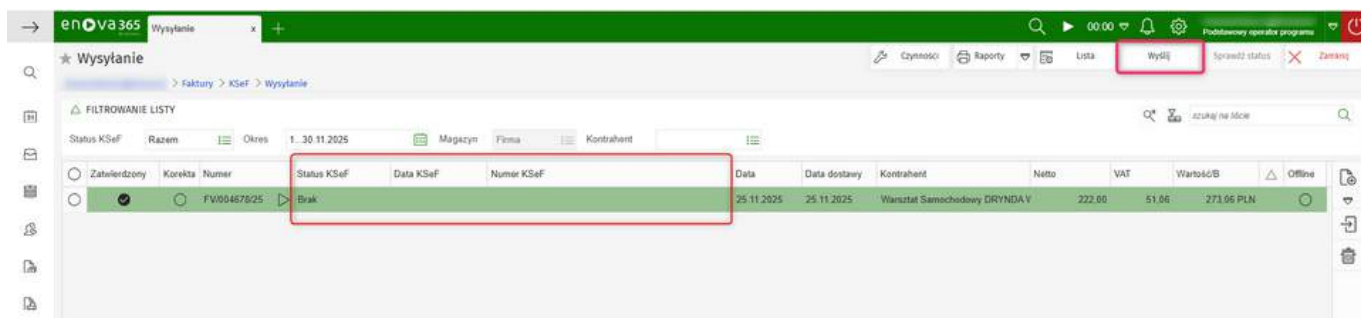 enova365 Wysyłanie x + 00:00 Podstawowy operator programu
Wysyłanie Czynności Raporty Lista Wyślij Sprawdź status Zamknij
> Faktury > KSeF > Wysyłanie
FILTROWANIE LISTY szukaj na liście
Status KSeF Razem Okres 1...30.11.2025 Magazyn Firma Kontrahent
Zatwierdzony Korekta Numer Status KSeF Data KSeF Numer KSeF Data Data dostawy Kontrahent Netto VAT Wartość/B Offline
FV/004678/25 Brak 25.11.2025 25.11.2025 Warsztat Samochodowy DRYNDA V 222,00 51,06 273,06 PLN